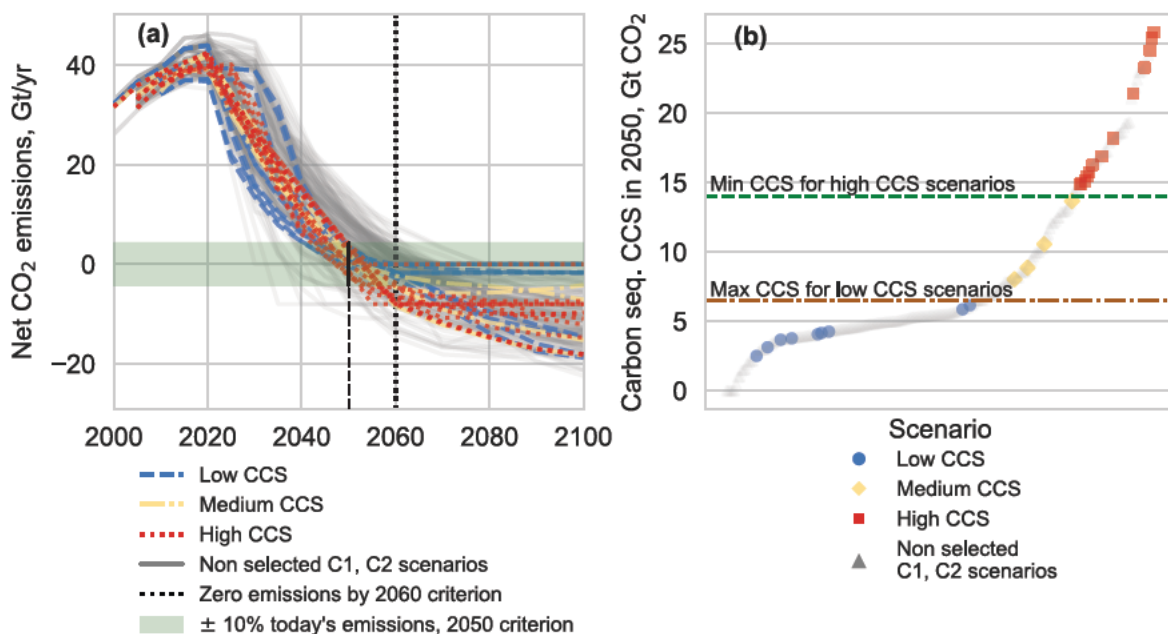 (a)
Net CO₂ emissions, Gt/yr
40
20
0
−20
2000 2020 2040 2060 2080 2100
Low CCS
Medium CCS
High CCS
Non selected C1, C2 scenarios
Zero emissions by 2060 criterion
± 10% today's emissions, 2050 criterion
(b)
Carbon seq. CCS in 2050, Gt CO₂
25
20
15
10
5
0
Min CCS for high CCS scenarios
Max CCS for low CCS scenarios
Scenario
Low CCS
Medium CCS
High CCS
Non selected
C1, C2 scenarios